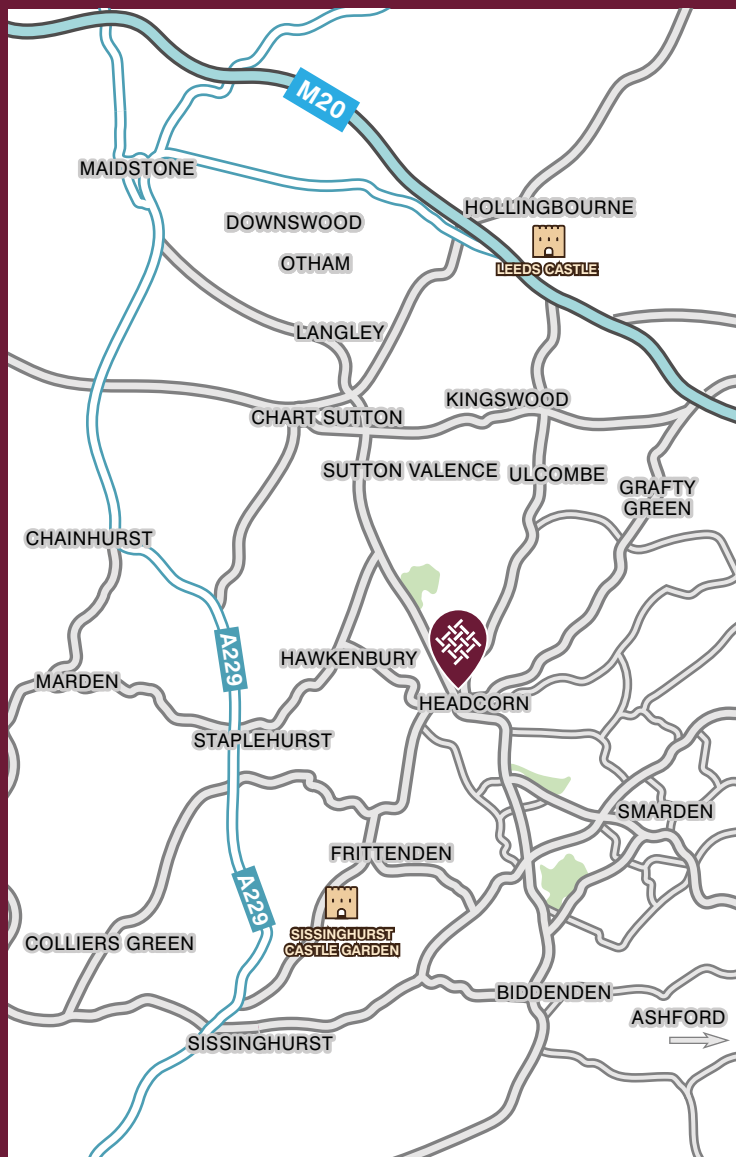 M20
MAIDSTONE
HOLLINGBOURNE
DOWNSWOOD
OTHAM
LEEDS CASTLE
LANGLEY
KINGSWOOD
CHART SUTTON
SUTTON VALENCE
ULCOMBE
GRAFTY
GREEN
CHAINHURST
A229
HAWKENBURY
MARDEN
HEADCORN
STAPLEHURST
SMARDEN
FRITTENDEN
A229
SISSINGHURST
CASTLE GARDEN
COLLIERS GREEN
BIDDENDEN
ASHFORD
SISSINGHURST